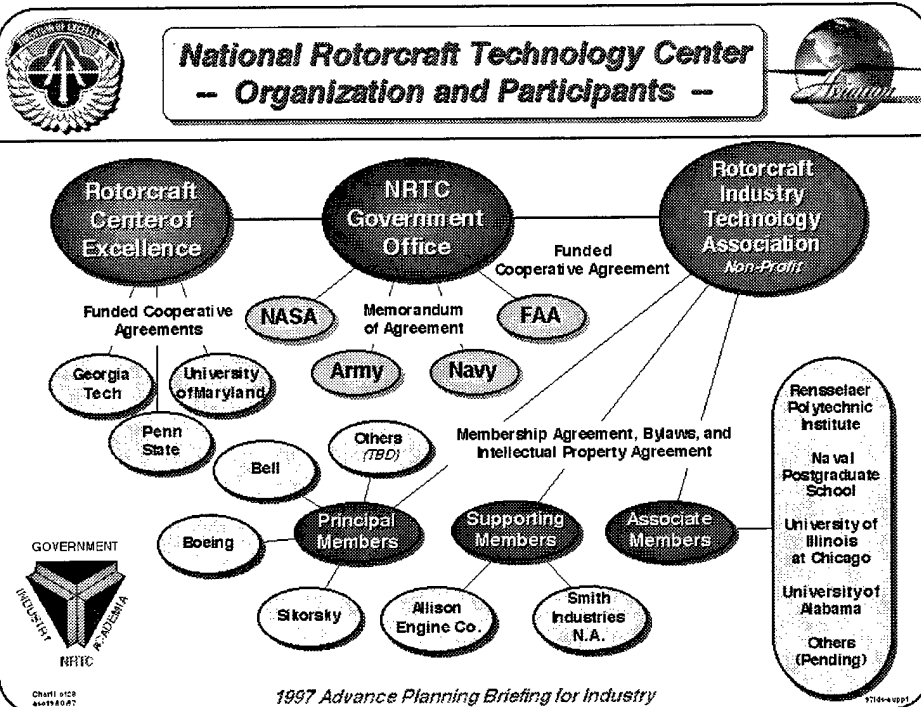 National Rotorcraft Technology Center
-- Organization and Participants --
Rotorcraft
Center of
Excellence
NRTC
Government
Office
Rotorcraft
Industry
Technology
Association
Non-Profit
Funded
Cooperative Agreement
Funded Cooperative
Agreements
NASA
Memorandum
of Agreement
FAA
Army
Navy
Georgia
Tech
University
of Maryland
Penn
State
Others
(TBD)
Bell
Membership Agreement, Bylaws, and
Intellectual Property Agreement
Boeing
Principal
Members
Supporting
Members
Associate
Members
Sikorsky
Allison
Engine Co.
Smith
Industries
N.A.
Rensselaer
Polytechnic
Institute
Naval
Postgraduate
School
University of
Illinois
at Chicago
University of
Alabama
Others
(Pending)
GOVERNMENT
INDUSTRY
ACADEMIA
NRTC
1997 Advance Planning Briefing for Industry